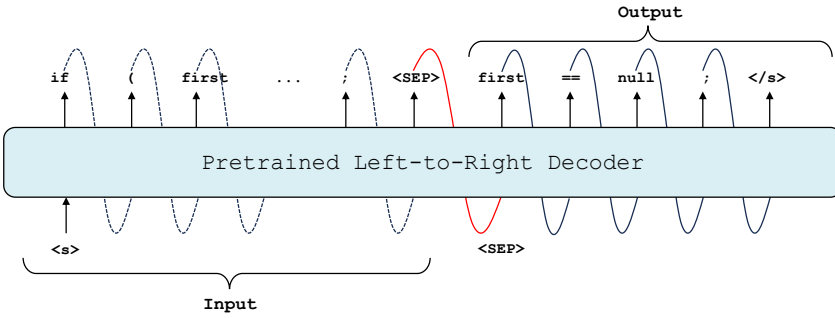 Output
if ( first ... ; <SEP> first == null ; </s>
Pretrained Left-to-Right Decoder
<s> <SEP>
Input